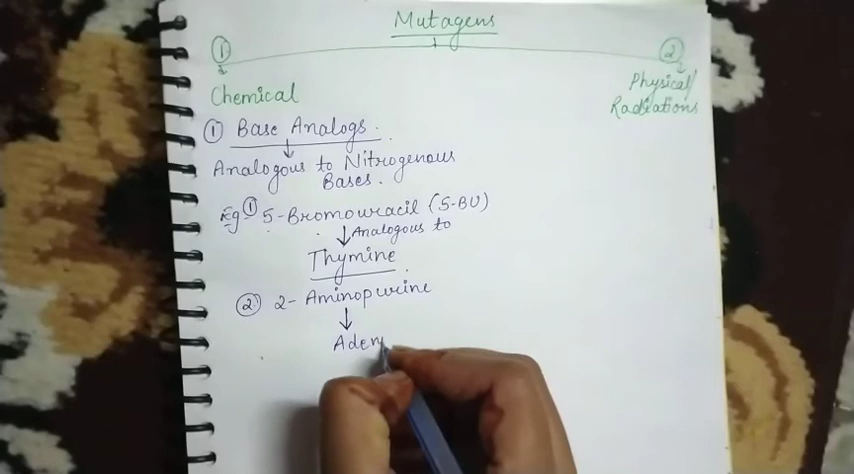 Mutagens
①
②
Chemical
Physical/
Radiations
① Base Analogs.
Analogous to Nitrogenous
Bases.
Eg ① 5-Bromouracil (5-BU)
Analogous to
Thymine
② 2-Aminopurine
Aden